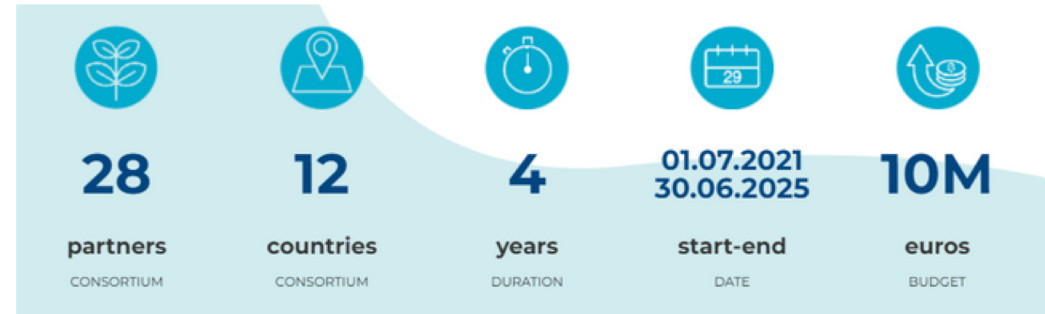 29
28
12
4
01.07.2021
30.06.2025
10M
partners
countries
years
start-end
euros
CONSORTIUM
CONSORTIUM
DURATION
DATE
BUDGET